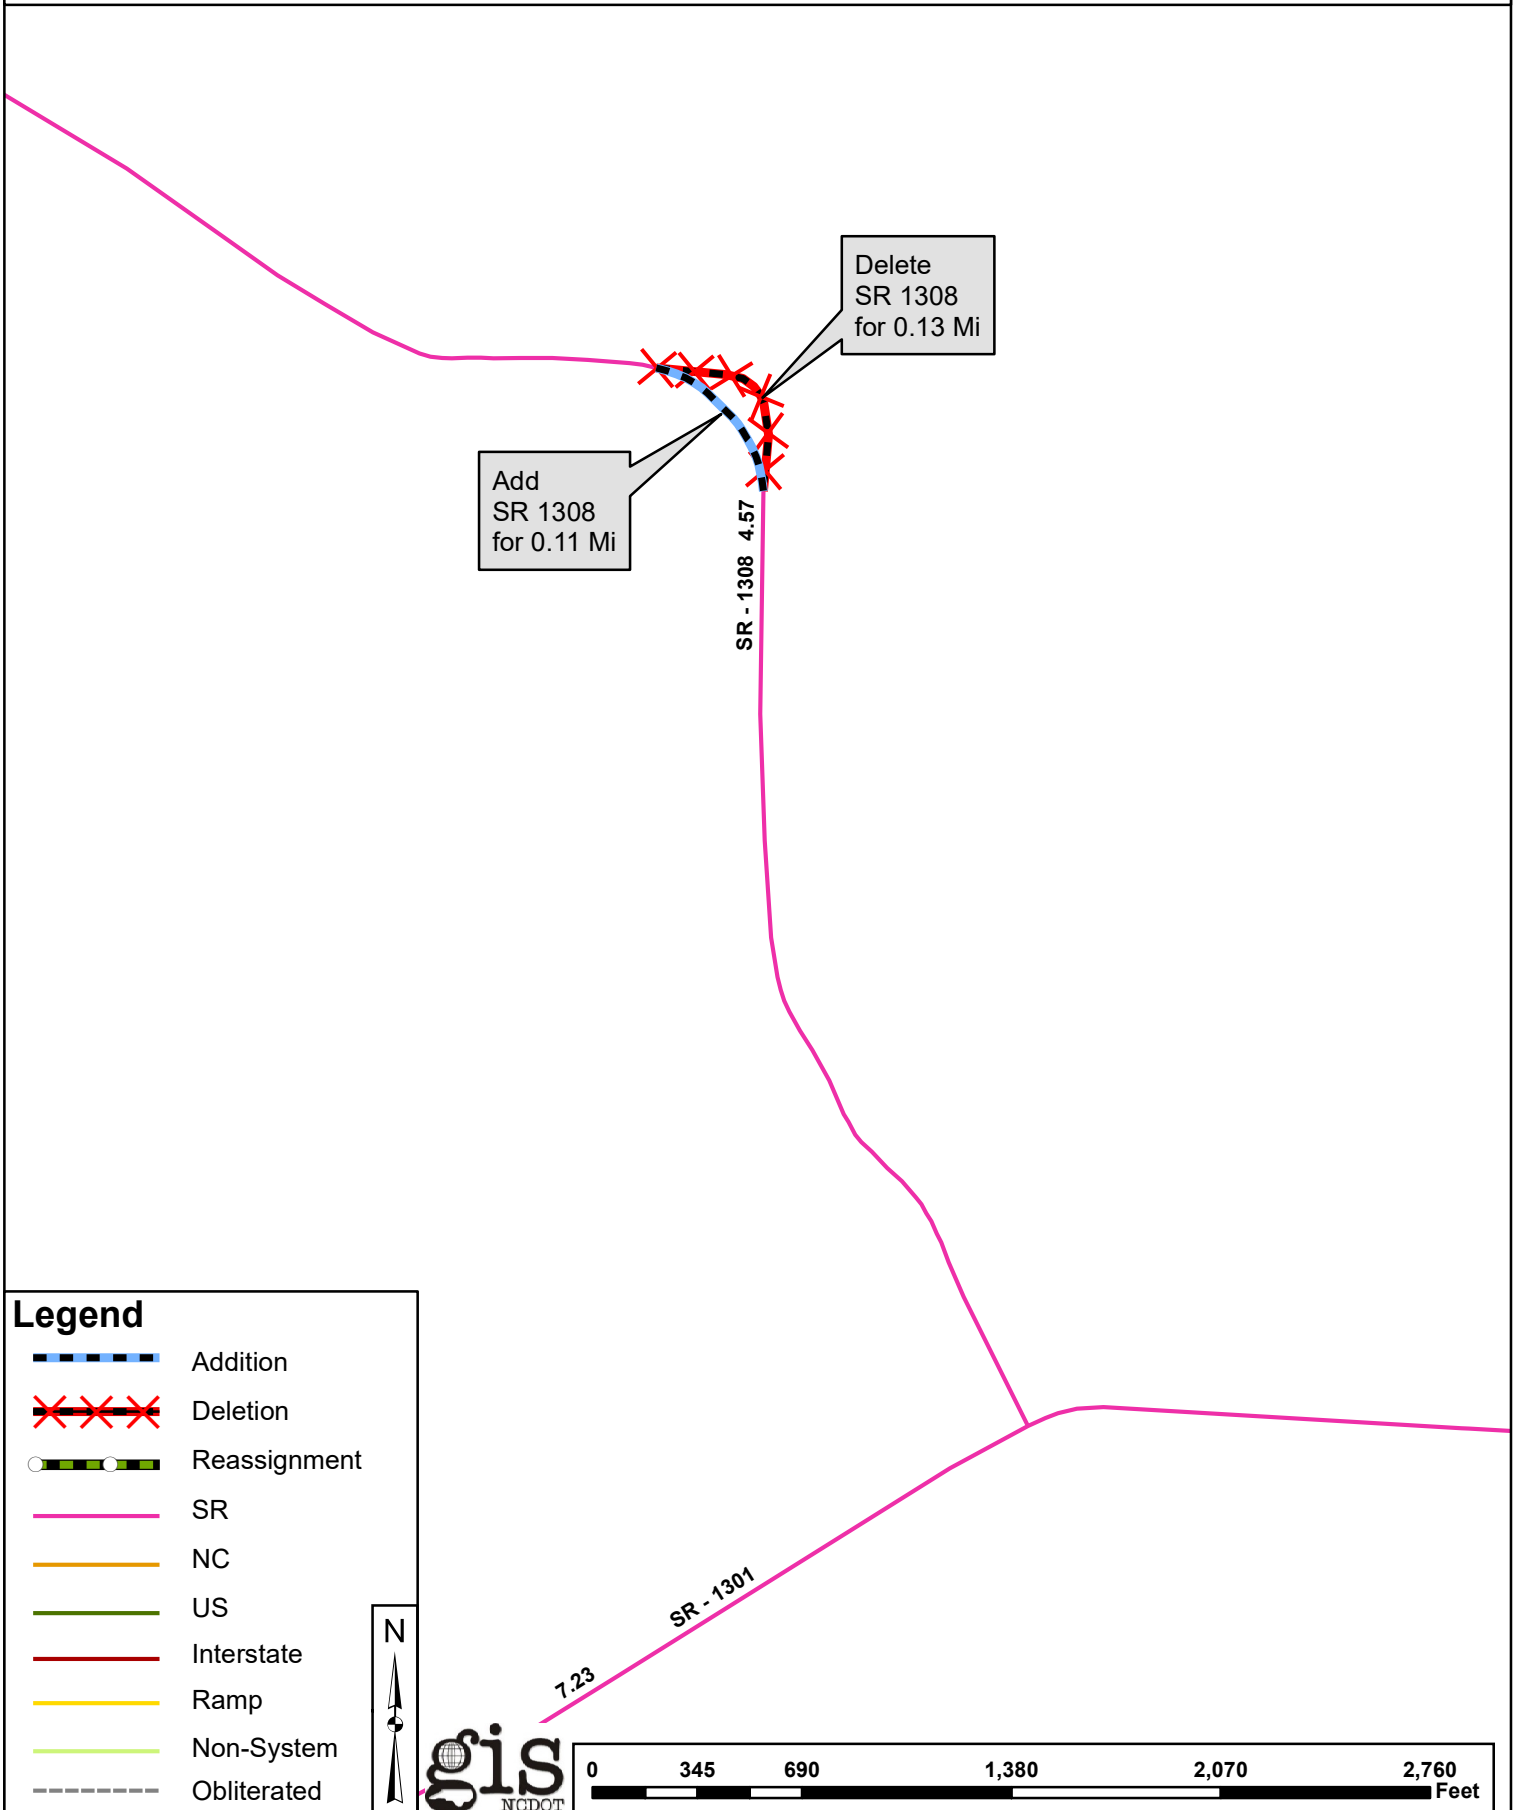 Delete
SR 1308
for 0.13 Mi
Add
SR 1308
for 0.11 Mi
SR - 1308 4.57
Legend
Addition
Deletion
Reassignment
SR
NC
US
Interstate
Ramp
Non-System
Obliterated
SR - 1301
7.23
N
gis
NCDOT
0 345 690 1,380 2,070 2,760
Feet